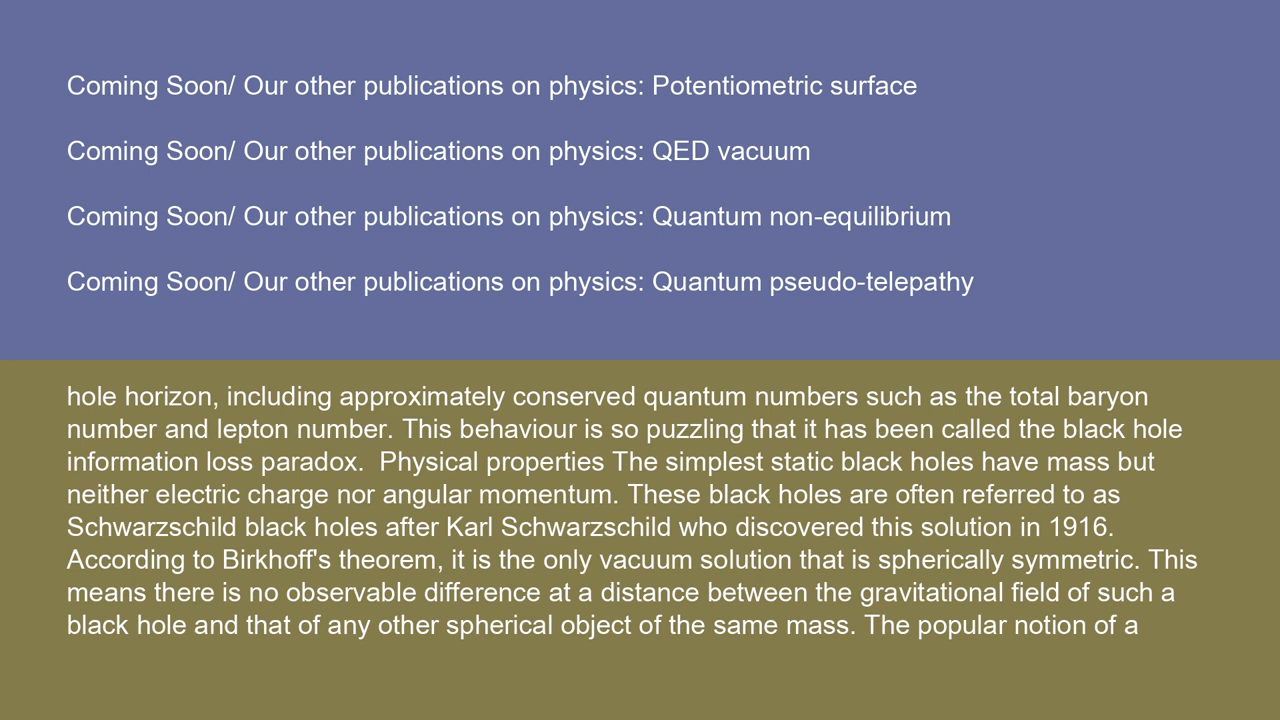 Coming Soon/ Our other publications on physics: Potentiometric surface
Coming Soon/ Our other publications on physics: QED vacuum
Coming Soon/ Our other publications on physics: Quantum non-equilibrium
Coming Soon/ Our other publications on physics: Quantum pseudo-telepathy
hole horizon, including approximately conserved quantum numbers such as the total baryon
number and lepton number. This behaviour is so puzzling that it has been called the black hole
information loss paradox.  Physical properties The simplest static black holes have mass but
neither electric charge nor angular momentum. These black holes are often referred to as
Schwarzschild black holes after Karl Schwarzschild who discovered this solution in 1916.
According to Birkhoff's theorem, it is the only vacuum solution that is spherically symmetric. This
means there is no observable difference at a distance between the gravitational field of such a
black hole and that of any other spherical object of the same mass. The popular notion of a